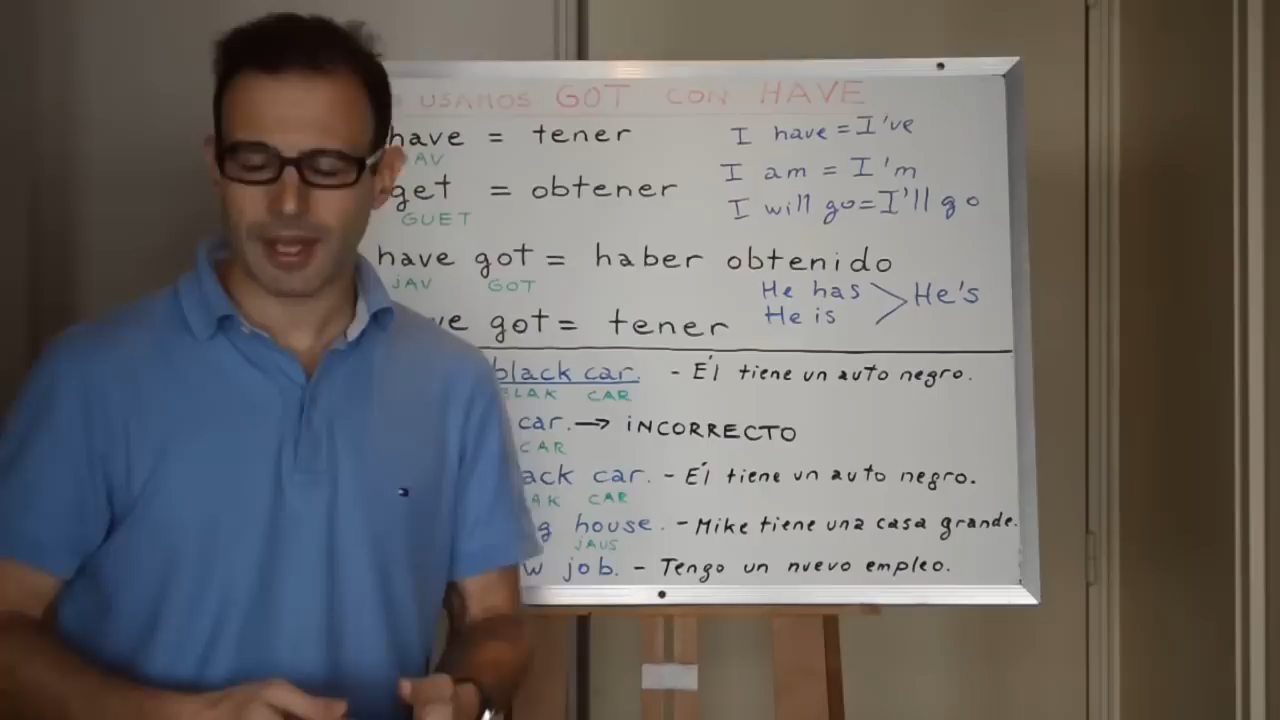 USAMOS GOT CON HAVE
have = tener
I have = I've
AV
I am = I'm
get = obtener
GUET
I will go = I'll go
have got = haber obtenido
jAV GOT
He has > He's
He is
got = tener
black car. - Él tiene un auto negro.
CAR
car. → iNCORRECTO
CAR
car. - Él tiene un auto negro.
CAR
house. - Mike tiene una casa grande.
jAUS
job. - Tengo un nuevo empleo.